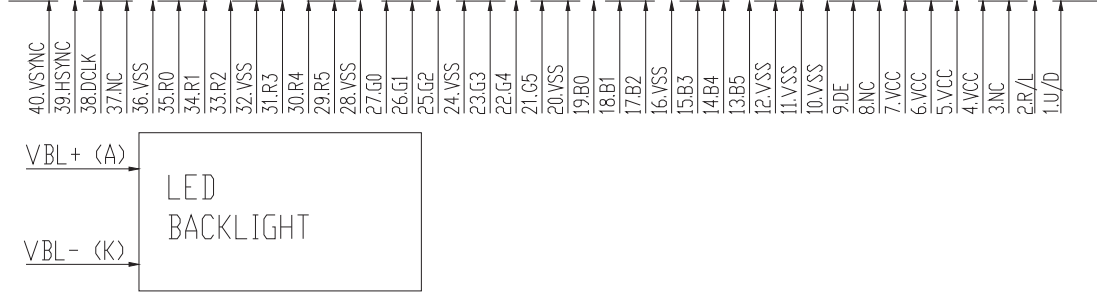 40.VSYNC
39.HSYNC
38.DCLK
37.NC
36.VSS
35.R0
34.R1
33.R2
32.VSS
31.R3
30.R4
29.R5
28.VSS
27.G0
26.G1
25.G2
24.VSS
23.G3
22.G4
21.G5
20.VSS
19.B0
18.B1
17.B2
16.VSS
15.B3
14.B4
13.B5
12.VSS
11.VSS
10.VSS
9.DE
8.NC
7.VCC
6.VCC
5.VCC
4.VCC
3.NC
2.R/L
1.U/D
VBL+ (A)
LED
BACKLIGHT
VBL- (K)